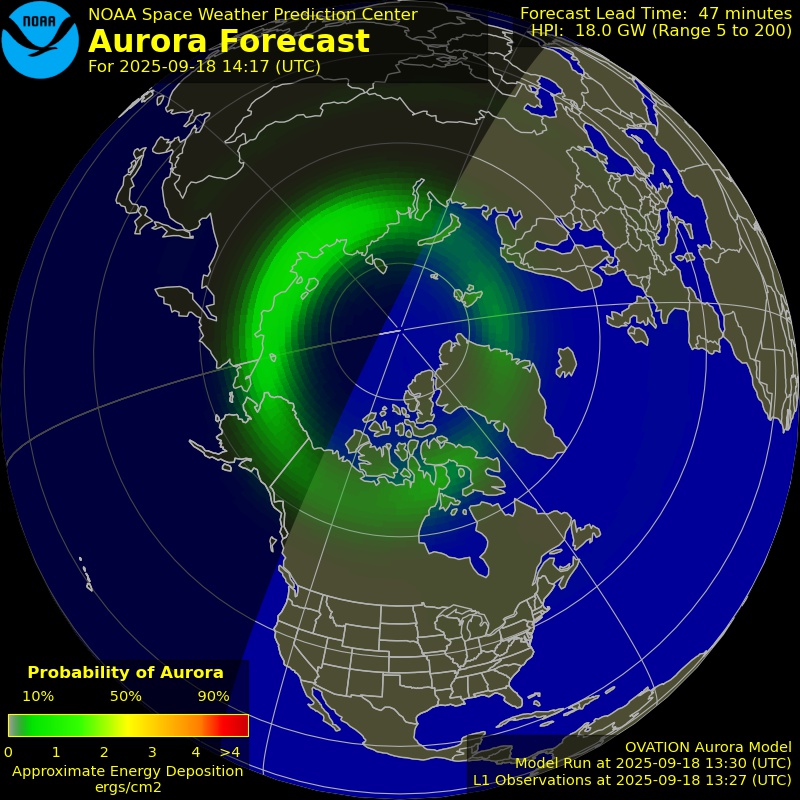 NOAA
NOAA Space Weather Prediction Center
Aurora Forecast
For 2025-09-18 14:17 (UTC)
Forecast Lead Time: 47 minutes
HPI: 18.0 GW (Range 5 to 200)
Probability of Aurora
10% 50% 90%
0 1 2 3 4 >4
Approximate Energy Deposition
ergs/cm2
OVATION Aurora Model
Model Run at 2025-09-18 13:30 (UTC)
L1 Observations at 2025-09-18 13:27 (UTC)